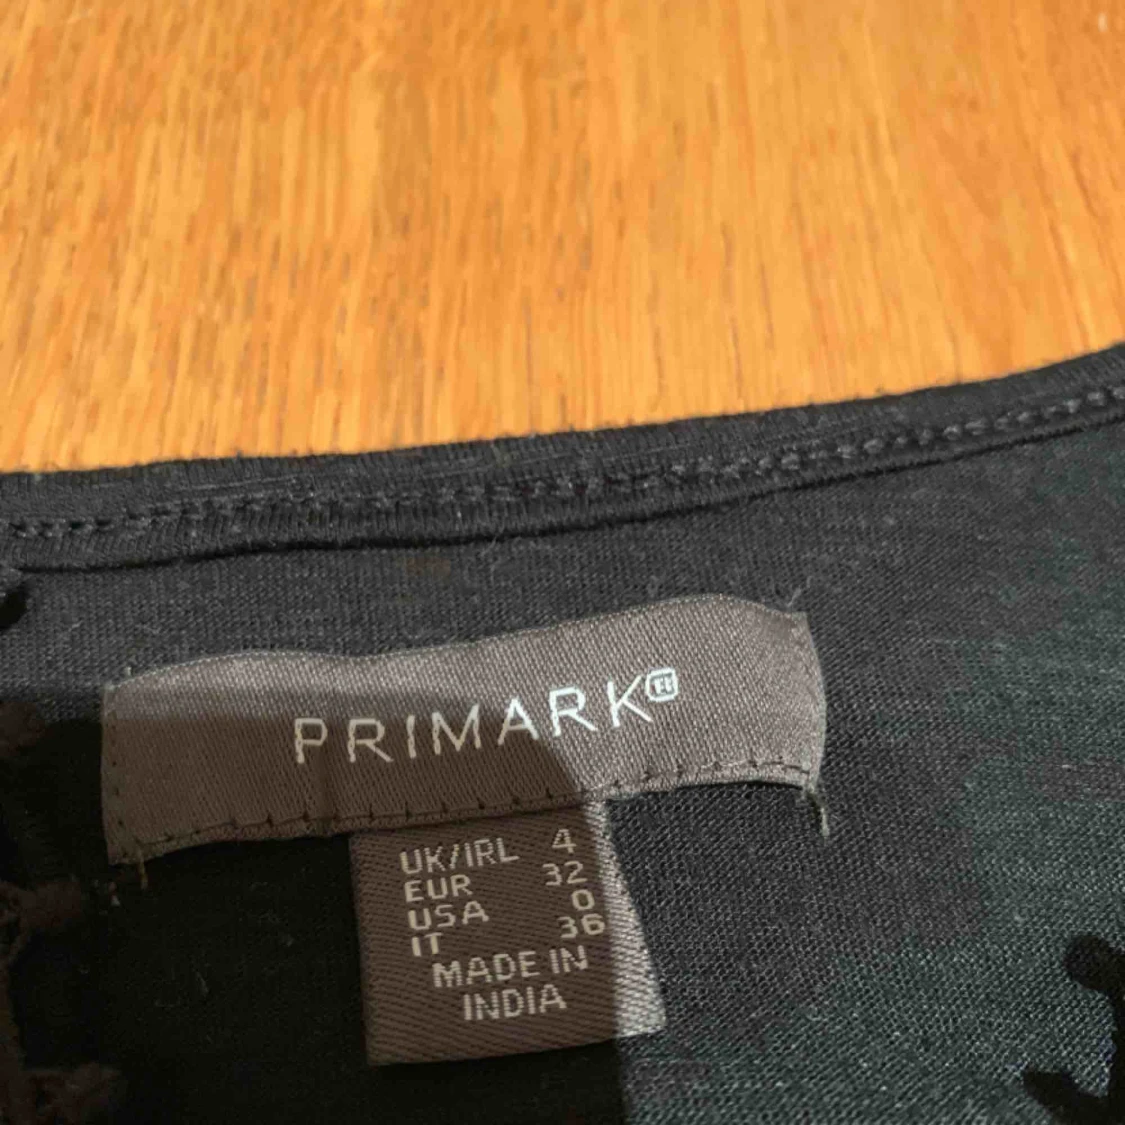 PRIMARK
UK/IRL 4
EUR 32
USA 0
IT 36
MADE IN
INDIA